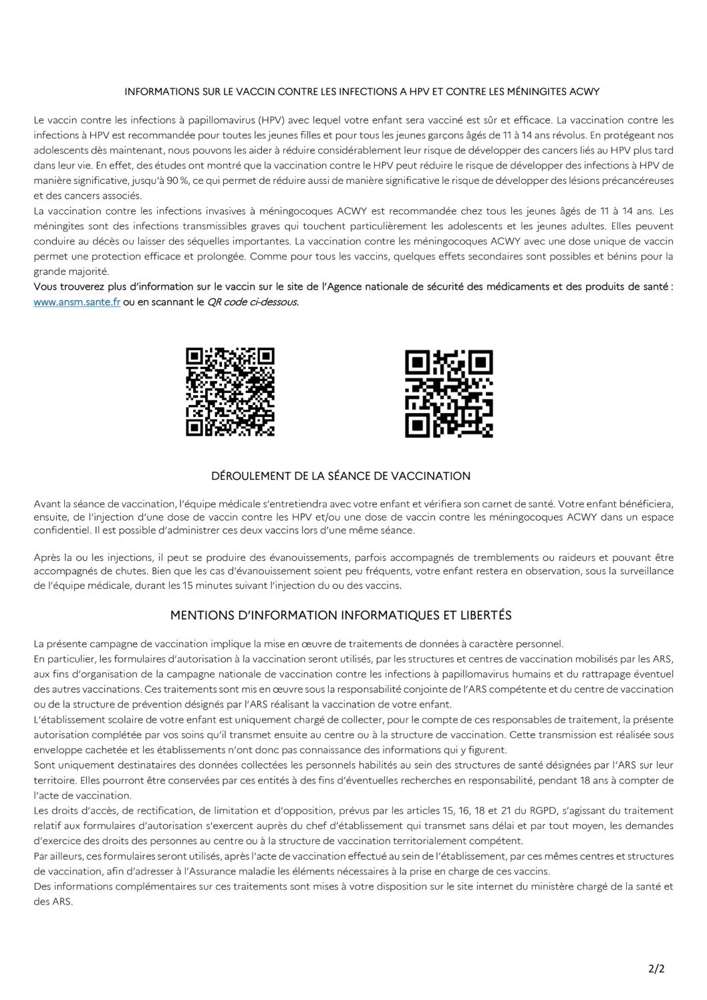 INFORMATIONS SUR LE VACCIN CONTRE LES INFECTIONS A HPV ET CONTRE LES MÉNINGITES ACWY
Le vaccin contre les infections à papillomavirus (HPV) avec lequel votre enfant sera vacciné est sûr et efficace. La vaccination contre les
infections à HPV est recommandée pour toutes les jeunes filles et pour tous les jeunes garçons âgés de 11 à 14 ans révolus. En protégeant nos
adolescents dès maintenant, nous pouvons les aider à réduire considérablement leur risque de développer des cancers liés au HPV plus tard
dans leur vie. En effet, des études ont montré que la vaccination contre le HPV peut réduire le risque de développer des infections à HPV de
manière significative, jusqu'à 90 %, ce qui permet de réduire aussi de manière significative le risque de développer des lésions précancéreuses
et des cancers associés.
La vaccination contre les infections invasives à méningocoques ACWY est recommandée chez tous les jeunes âgés de 11 à 14 ans. Les
méningites sont des infections transmissibles graves qui touchent particulièrement les adolescents et les jeunes adultes. Elles peuvent
conduire au décès ou laisser des séquelles importantes. La vaccination contre les méningocoques ACWY avec une dose unique de vaccin
permet une protection efficace et prolongée. Comme pour tous les vaccins, quelques effets secondaires sont possibles et bénins pour la
grande majorité.
Vous trouverez plus d’information sur le vaccin sur le site de l’Agence nationale de sécurité des médicaments et des produits de santé :
www.ansm.sante.fr ou en scannant le QR code ci-dessous.
DÉROULEMENT DE LA SÉANCE DE VACCINATION
Avant la séance de vaccination, l’équipe médicale s’entretiendra avec votre enfant et vérifiera son carnet de santé. Votre enfant bénéficiera,
ensuite, de l’injection d’une dose de vaccin contre les HPV et/ou une dose de vaccin contre les méningocoques ACWY dans un espace
confidentiel. Il est possible d’administrer ces deux vaccins lors d’une même séance.
Après la ou les injections, il peut se produire des évanouissements, parfois accompagnés de tremblements ou raideurs et pouvant être
accompagnés de chutes. Bien que les cas d'évanouissement soient peu fréquents, votre enfant restera en observation, sous la surveillance
de l’équipe médicale, durant les 15 minutes suivant l’injection du ou des vaccins.
MENTIONS D’INFORMATION INFORMATIQUES ET LIBERTÉS
La présente campagne de vaccination implique la mise en œuvre de traitements de données à caractère personnel.
En particulier, les formulaires d’autorisation à la vaccination seront utilisés, par les structures et centres de vaccination mobilisés par les ARS,
aux fins d’organisation de la campagne nationale de vaccination contre les infections à papillomavirus humains et du rattrapage éventuel
des autres vaccinations. Ces traitements sont mis en œuvre sous la responsabilité conjointe de l’ARS compétente et du centre de vaccination
ou de la structure de prévention désignés par l’ARS réalisant la vaccination de votre enfant.
L’établissement scolaire de votre enfant est uniquement chargé de collecter, pour le compte de ces responsables de traitement, la présente
autorisation complétée par vos soins qu’il transmet ensuite au centre ou à la structure de vaccination. Cette transmission est réalisée sous
enveloppe cachetée et les établissements n’ont donc pas connaissance des informations qui y figurent.
Sont uniquement destinataires des données collectées les personnels habilités au sein des structures de santé désignées par l’ARS sur leur
territoire. Elles pourront être conservées par ces entités à des fins d’éventuelles recherches en responsabilité, pendant 18 ans à compter de
l’acte de vaccination.
Les droits d’accès, de rectification, de limitation et d’opposition, prévus par les articles 15, 16, 18 et 21 du RGPD, s’agissant du traitement
relatif aux formulaires d’autorisation s’exercent auprès du chef d’établissement qui transmet sans délai et par tout moyen, les demandes
d’exercice des droits des personnes au centre ou à la structure de vaccination territorialement compétent.
Par ailleurs, ces formulaires seront utilisés, après l’acte de vaccination effectué au sein de l’établissement, par ces mêmes centres et structures
de vaccination, afin d’adresser à l’Assurance maladie les éléments nécessaires à la prise en charge de ces vaccins.
Des informations complémentaires sur ces traitements sont mises à votre disposition sur le site internet du ministère chargé de la santé et
des ARS.
2/2